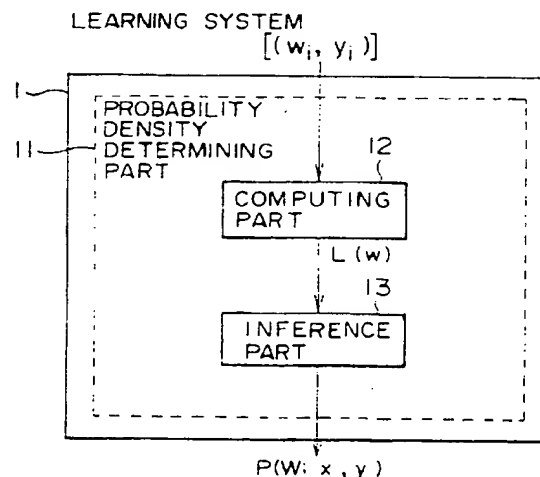 LEARNING SYSTEM
[(wi, yi)]
1
PROBABILITY
DENSITY
11 DETERMINING
PART
12
COMPUTING
PART
L(w)
13
INFERENCE
PART
P(W; x, y)